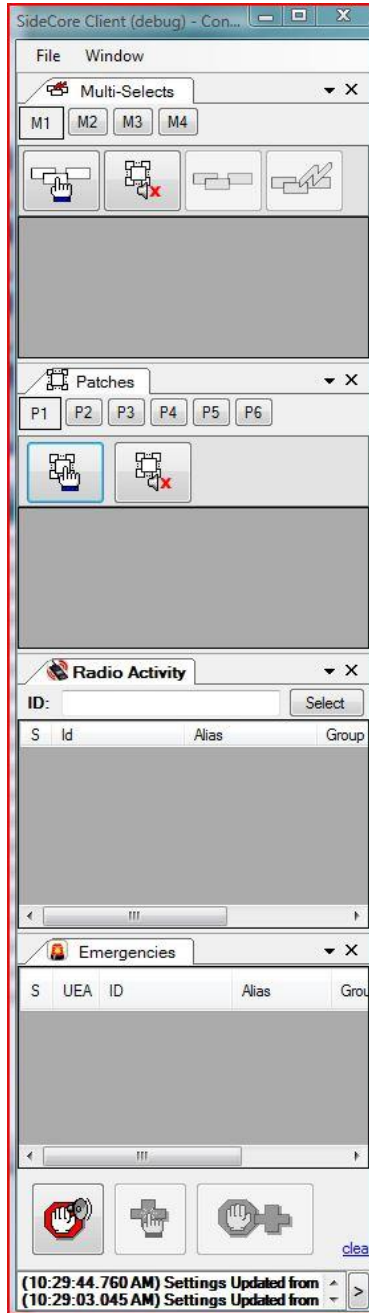 SideCore Client (debug) - Con...
File Window
Multi-Selects
M1 M2 M3 M4
Patches
P1 P2 P3 P4 P5 P6
Radio Activity
ID: Select
S Id Alias Group
Emergencies
S UEA ID Alias Grou
clea
(10:29:44.760 AM) Settings Updated from
(10:29:03.045 AM) Settings Updated from